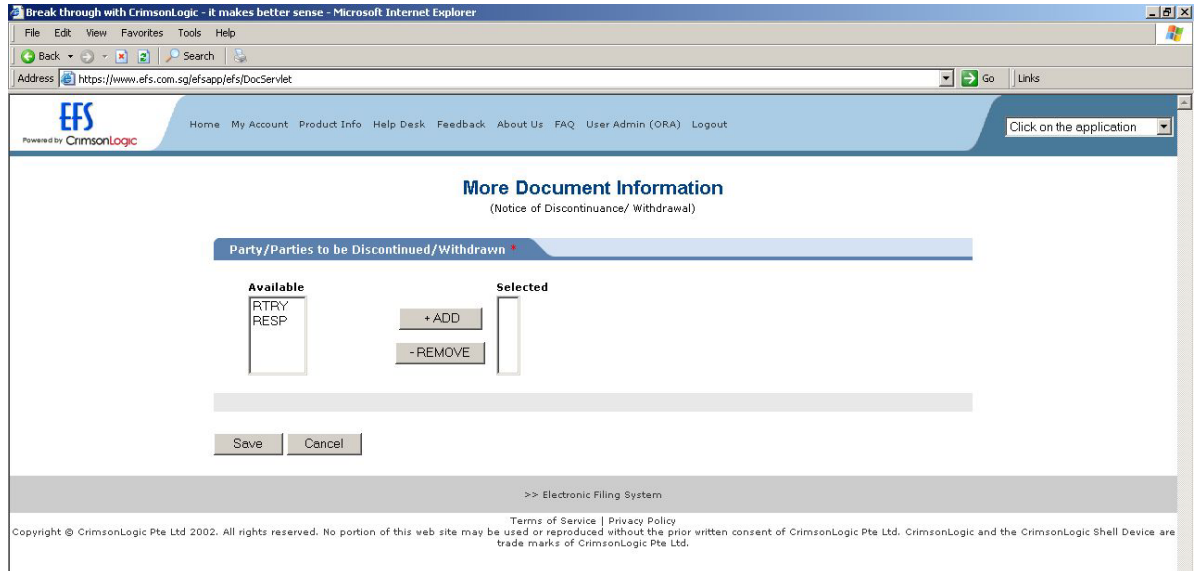 Break through with CrimsonLogic - it makes better sense - Microsoft Internet Explorer
File Edit View Favorites Tools Help
Back Search
Address https://www.efs.com.sg/efsapp/efs/DocServlet Go Links
EFS
Powered by CrimsonLogic
Home My Account Product Info Help Desk Feedback About Us FAQ User Admin (ORA) Logout
Click on the application
More Document Information
(Notice of Discontinuance/ Withdrawal)
Party/Parties to be Discontinued/Withdrawn *
Available Selected
RTRY
RESP
+ ADD
- REMOVE
Save Cancel
>> Electronic Filing System
Terms of Service | Privacy Policy
Copyright © CrimsonLogic Pte Ltd 2002. All rights reserved. No portion of this web site may be used or reproduced without the prior written consent of CrimsonLogic Pte Ltd. CrimsonLogic and the CrimsonLogic Shell Device are
trade marks of CrimsonLogic Pte Ltd.